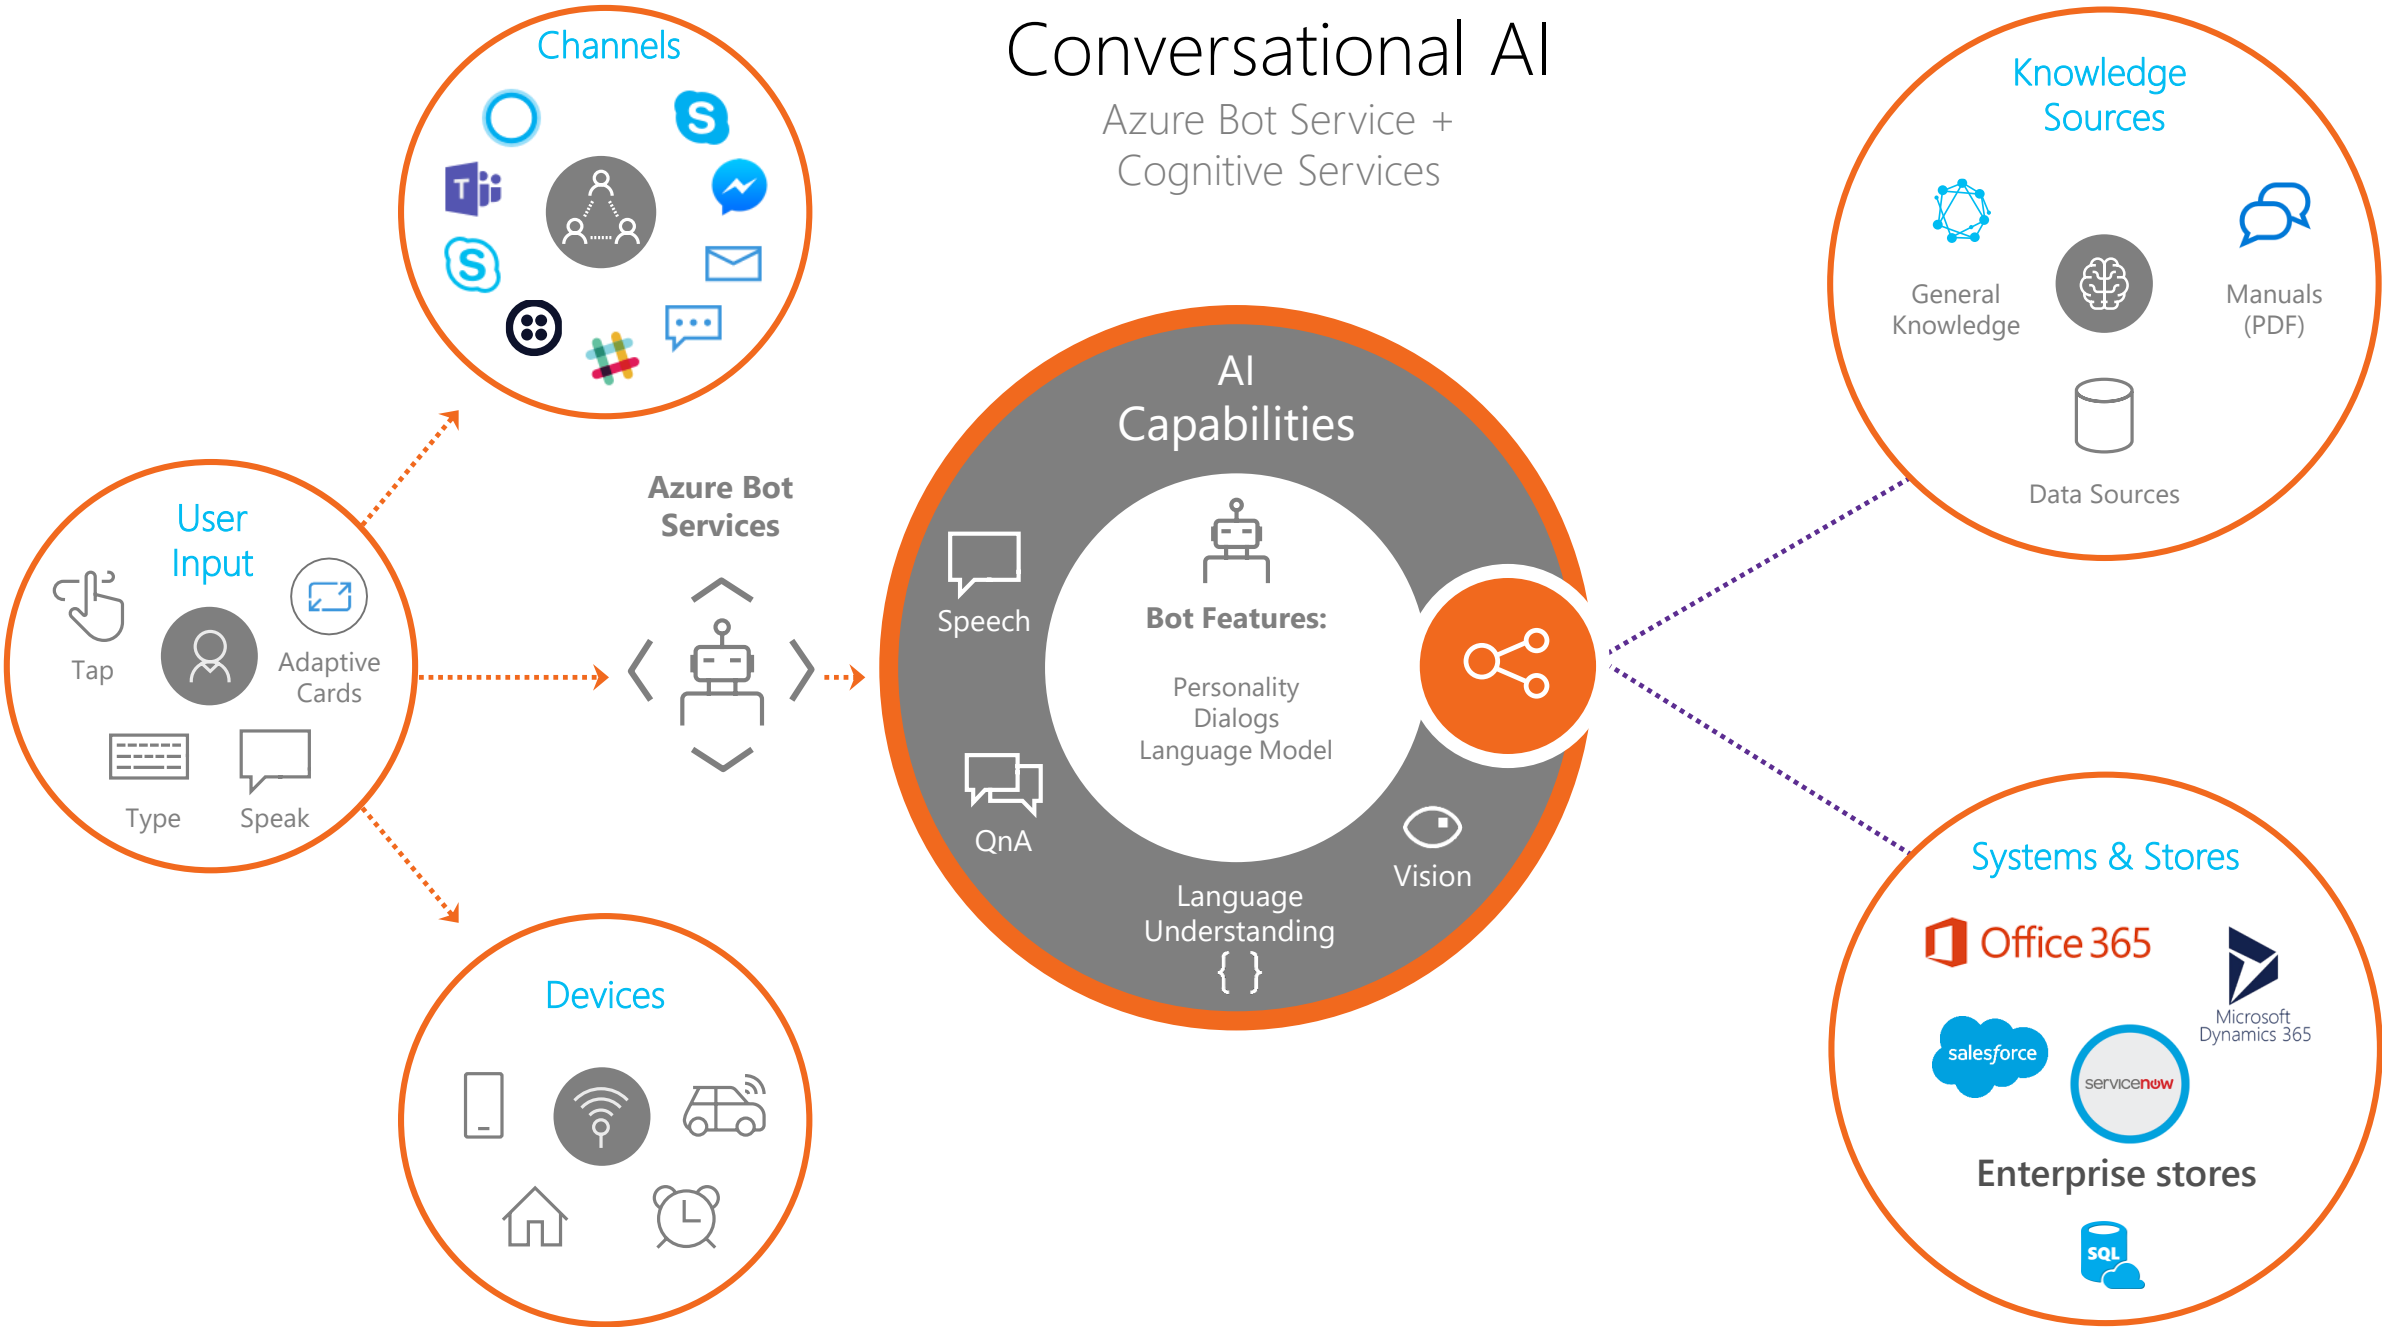 Conversational AI
Azure Bot Service +
Cognitive Services
Channels
S
S
T
User
Input
Tap
Adaptive
Cards
Type
Speak
Devices
Azure Bot
Services
AI
Capabilities
Speech
QnA
Language
Understanding
{ }
Vision
Bot Features:
Personality
Dialogs
Language Model
Knowledge
Sources
General
Knowledge
Manuals
(PDF)
Data Sources
Systems & Stores
Office 365
Microsoft
Dynamics 365
salesforce
servicenow
Enterprise stores
SQL